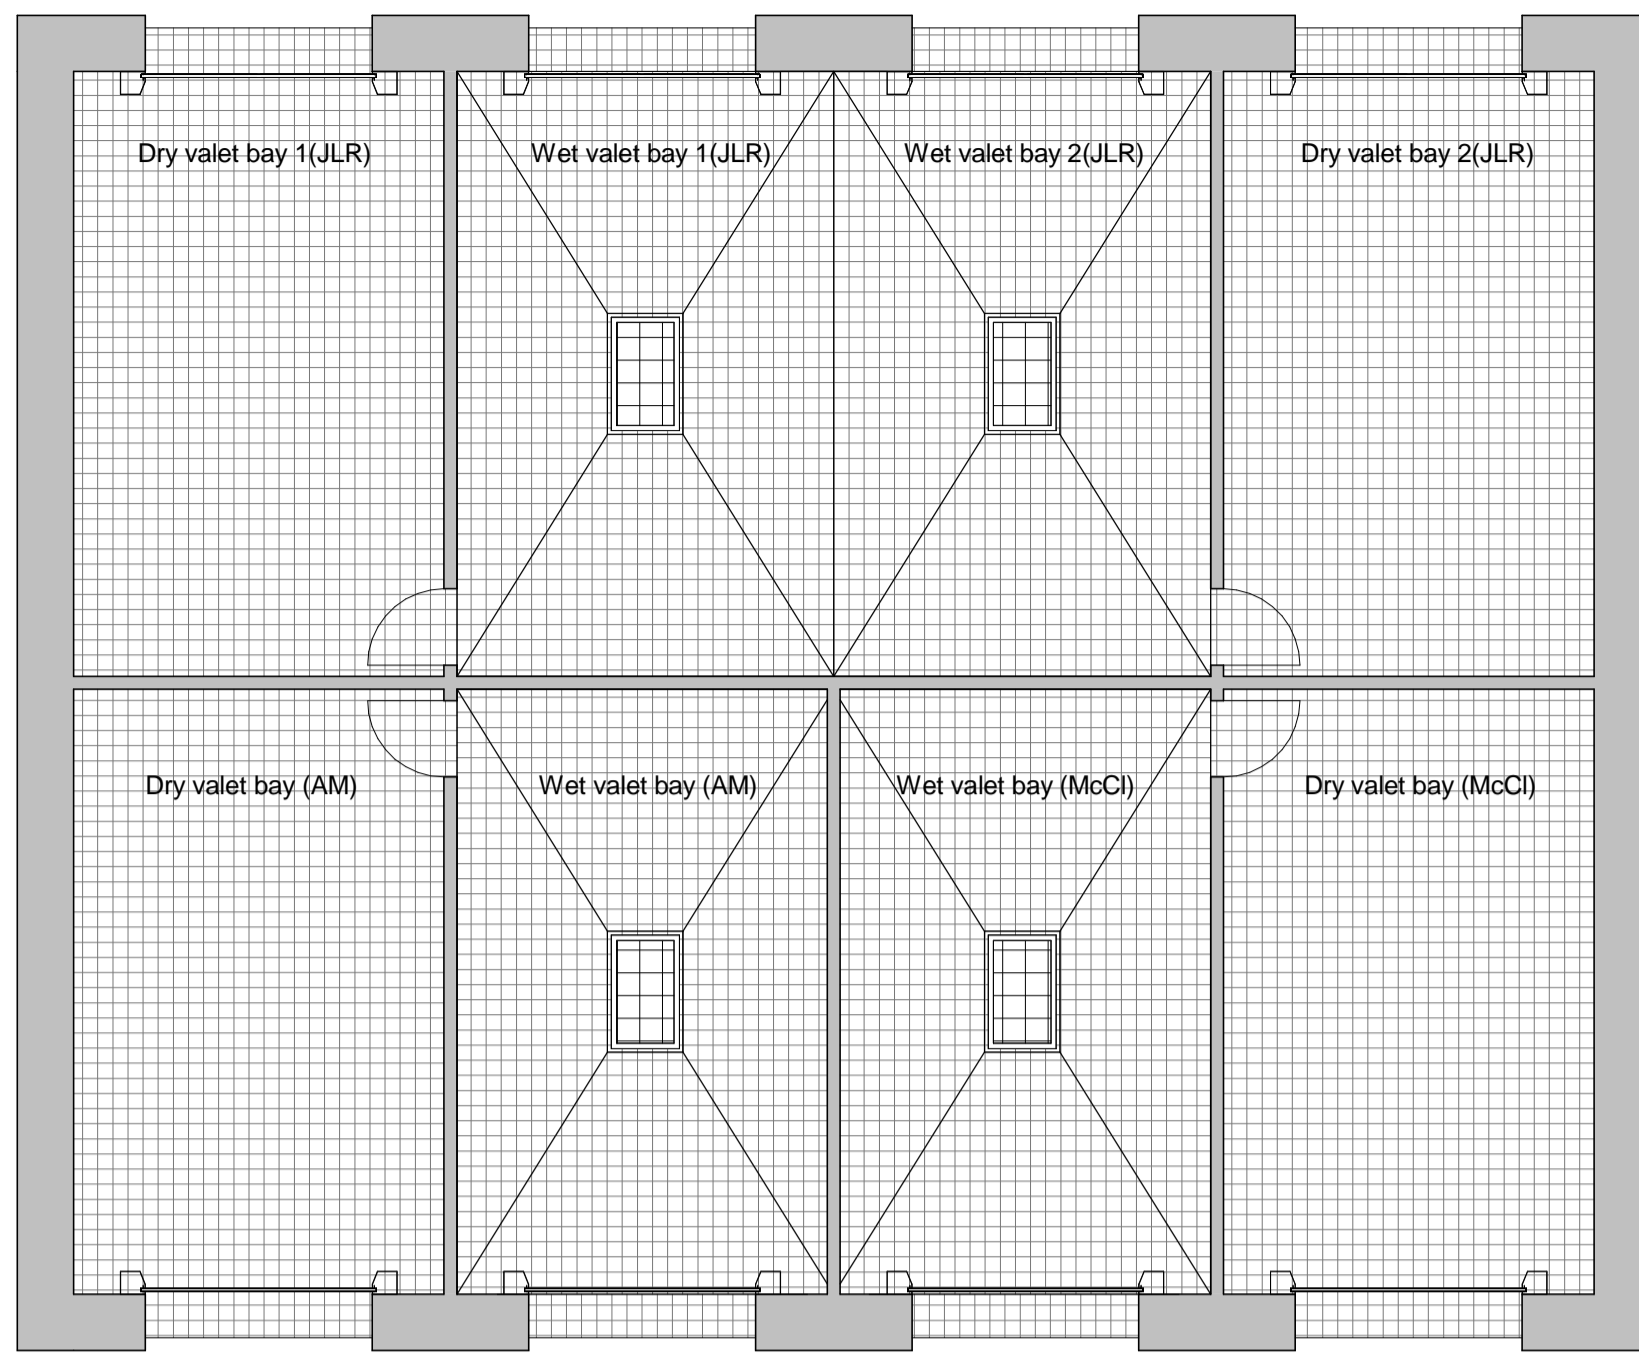 Dry valet bay 1(JLR)
Wet valet bay 1(JLR)
Wet valet bay 2(JLR)
Dry valet bay 2(JLR)
Dry valet bay (AM)
Wet valet bay (AM)
Wet valet bay (McCl)
Dry valet bay (McCl)